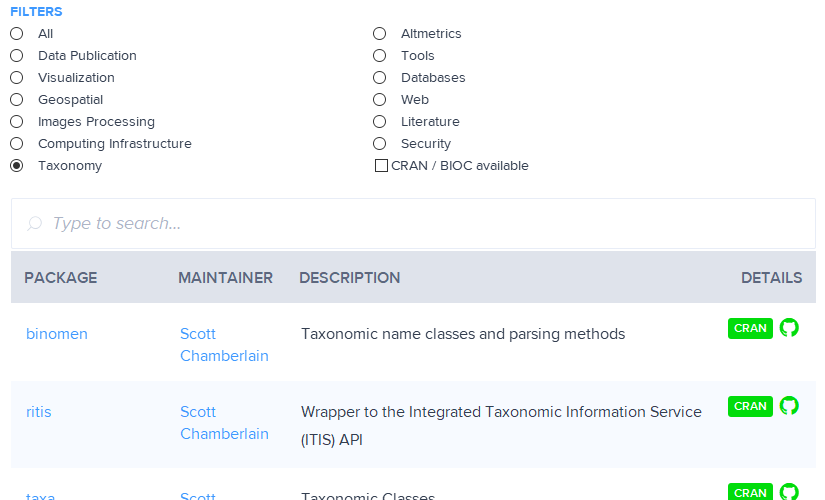 FILTERS
All
Data Publication
Visualization
Geospatial
Images Processing
Computing Infrastructure
Taxonomy
Altmetrics
Tools
Databases
Web
Literature
Security
CRAN / BIOC available
Type to search...
PACKAGE MAINTAINER DESCRIPTION DETAILS
binomen Scott Taxonomic name classes and parsing methods CRAN
Chamberlain
ritis Scott Wrapper to the Integrated Taxonomic Information Service CRAN
Chamberlain (ITIS) API
taxa Scott Taxonomic Classes CRAN